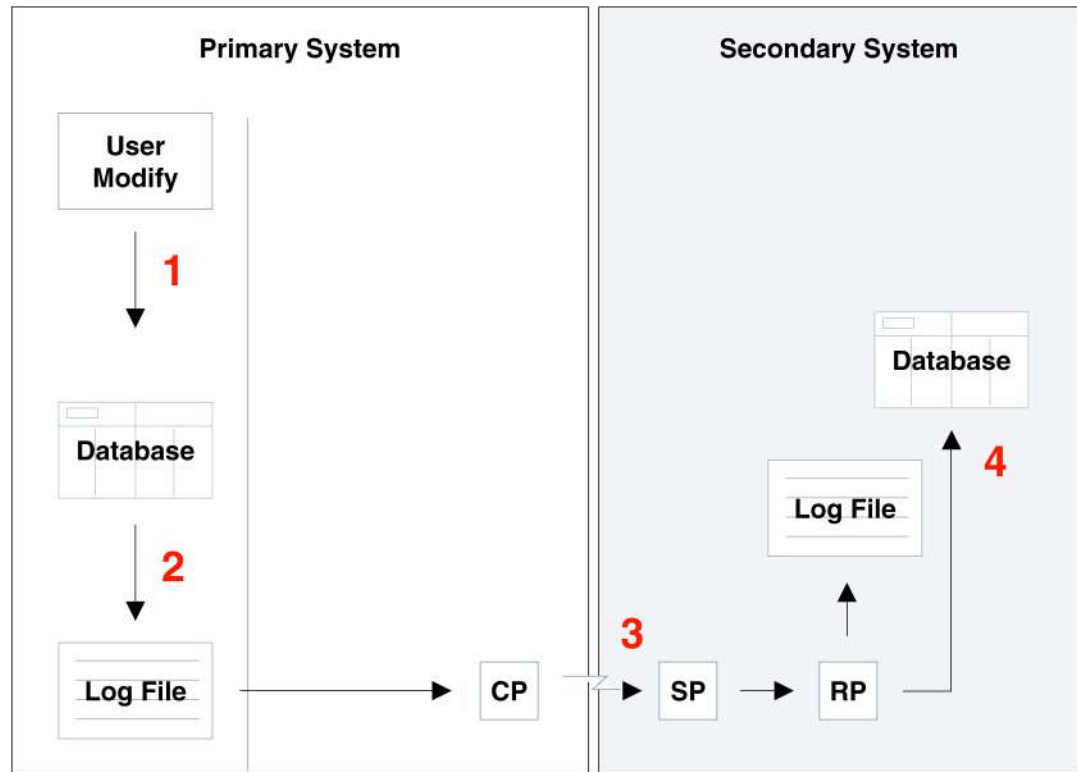 Primary System
Secondary System
User
Modify
1
Database
Database
4
Log File
2
3
Log File
CP
SP
RP